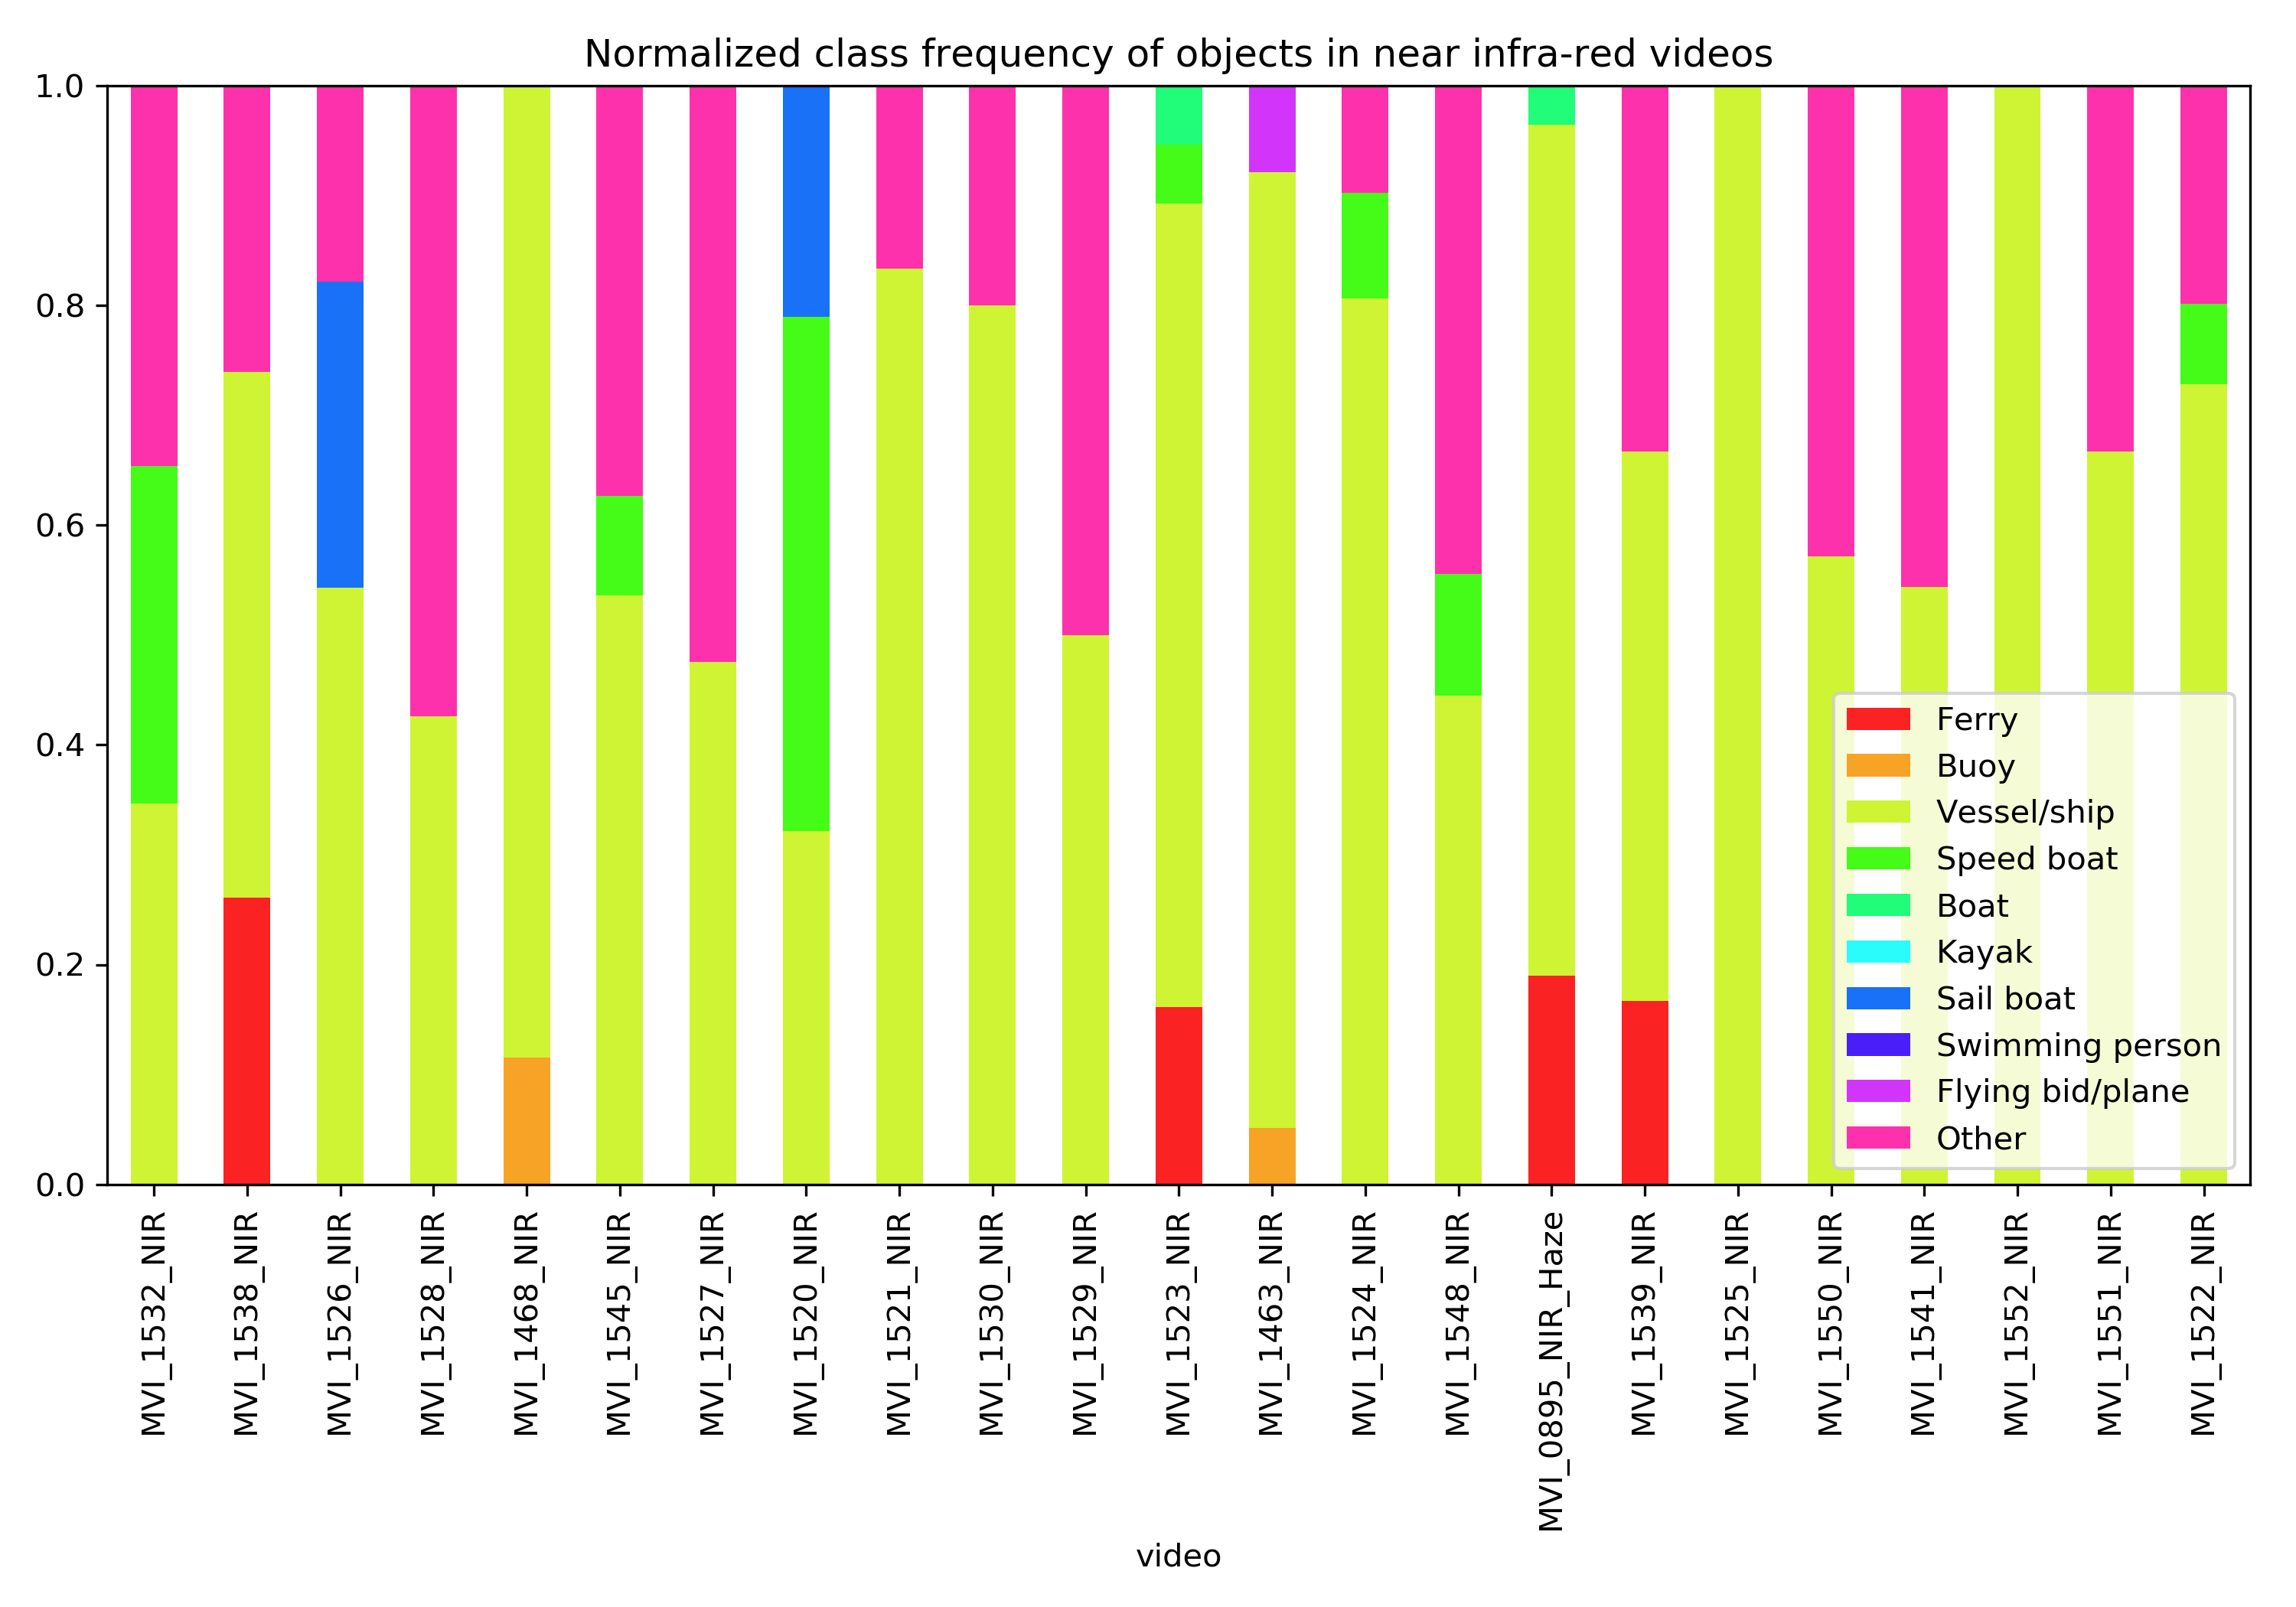 Normalized class frequency of objects in near infra-red videos
1.0
0.8
0.6
0.4
0.2
0.0
Ferry
Buoy
Vessel/ship
Speed boat
Boat
Kayak
Sail boat
Swimming person
Flying bid/plane
Other
MVI_1532_NIR
MVI_1538_NIR
MVI_1526_NIR
MVI_1528_NIR
MVI_1468_NIR
MVI_1545_NIR
MVI_1527_NIR
MVI_1520_NIR
MVI_1521_NIR
MVI_1530_NIR
MVI_1529_NIR
MVI_1523_NIR
MVI_1463_NIR
MVI_1524_NIR
MVI_1548_NIR
MVI_0895_NIR_Haze
MVI_1539_NIR
MVI_1525_NIR
MVI_1550_NIR
MVI_1541_NIR
MVI_1552_NIR
MVI_1551_NIR
MVI_1522_NIR
video